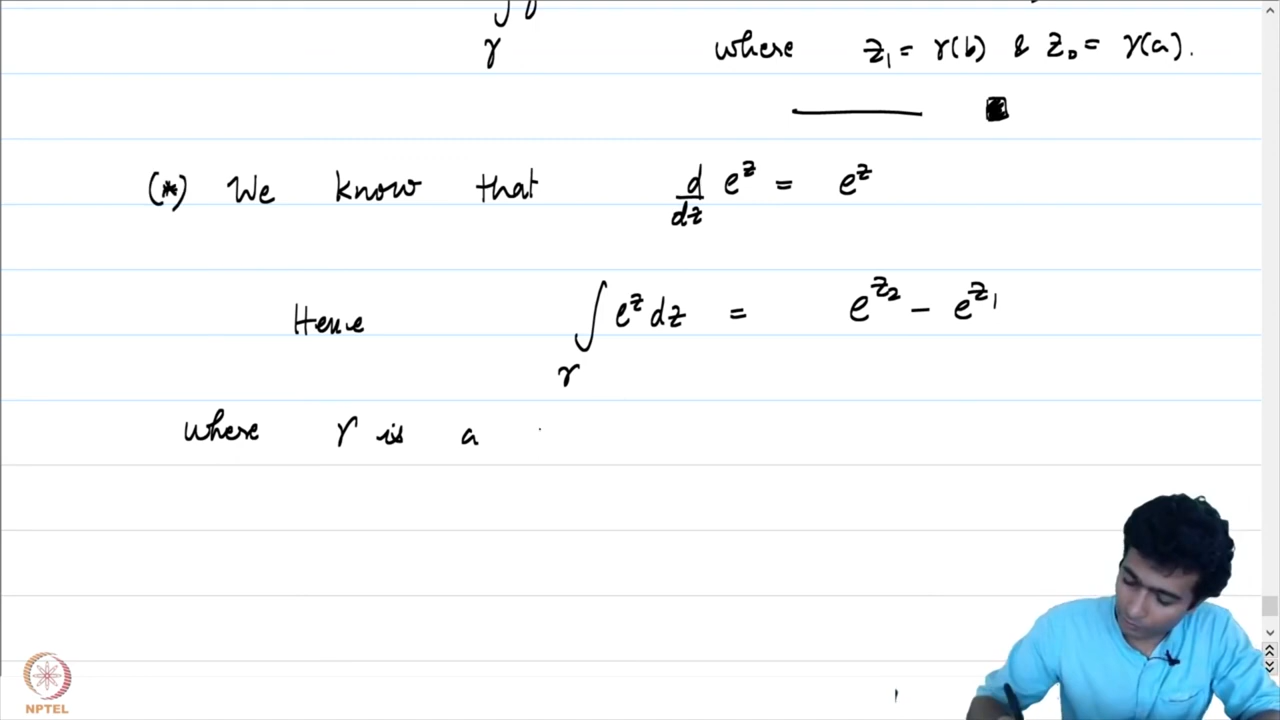 γ
where z₁ = γ(b) & z₀ = γ(a).
(*) We know that d/dz e^z = e^z
Hence ∫_γ e^z dz = e^{z₂} - e^{z₁}
where γ is a
NPTEL